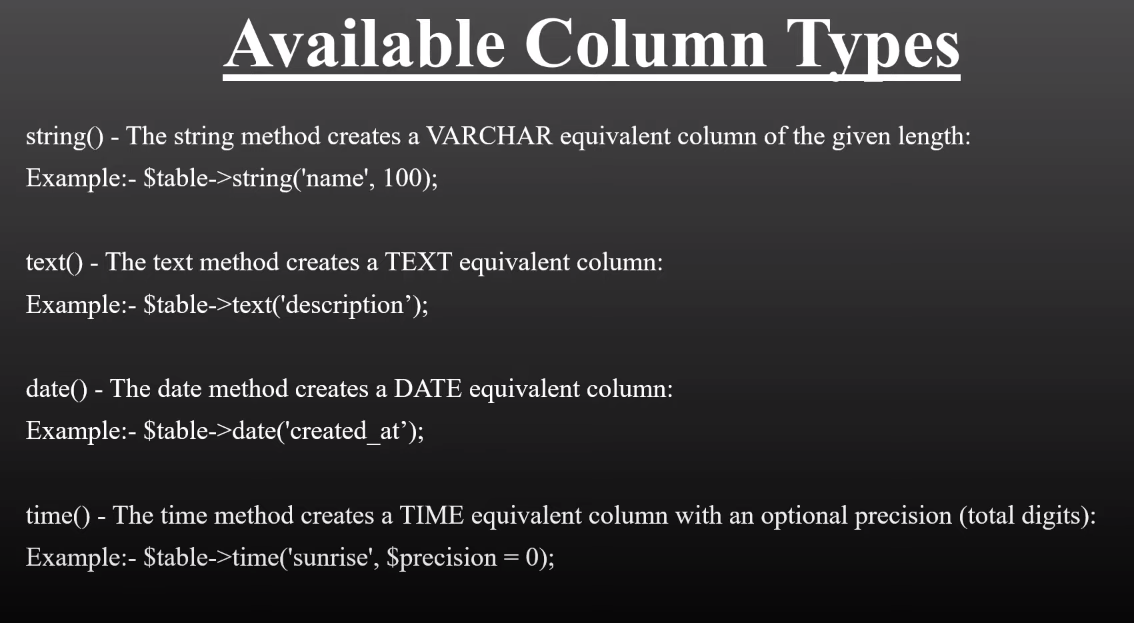 Available Column Types
string() - The string method creates a VARCHAR equivalent column of the given length:
Example:- $table->string('name', 100);
text() - The text method creates a TEXT equivalent column:
Example:- $table->text('description’);
date() - The date method creates a DATE equivalent column:
Example:- $table->date('created_at’);
time() - The time method creates a TIME equivalent column with an optional precision (total digits):
Example:- $table->time('sunrise', $precision = 0);